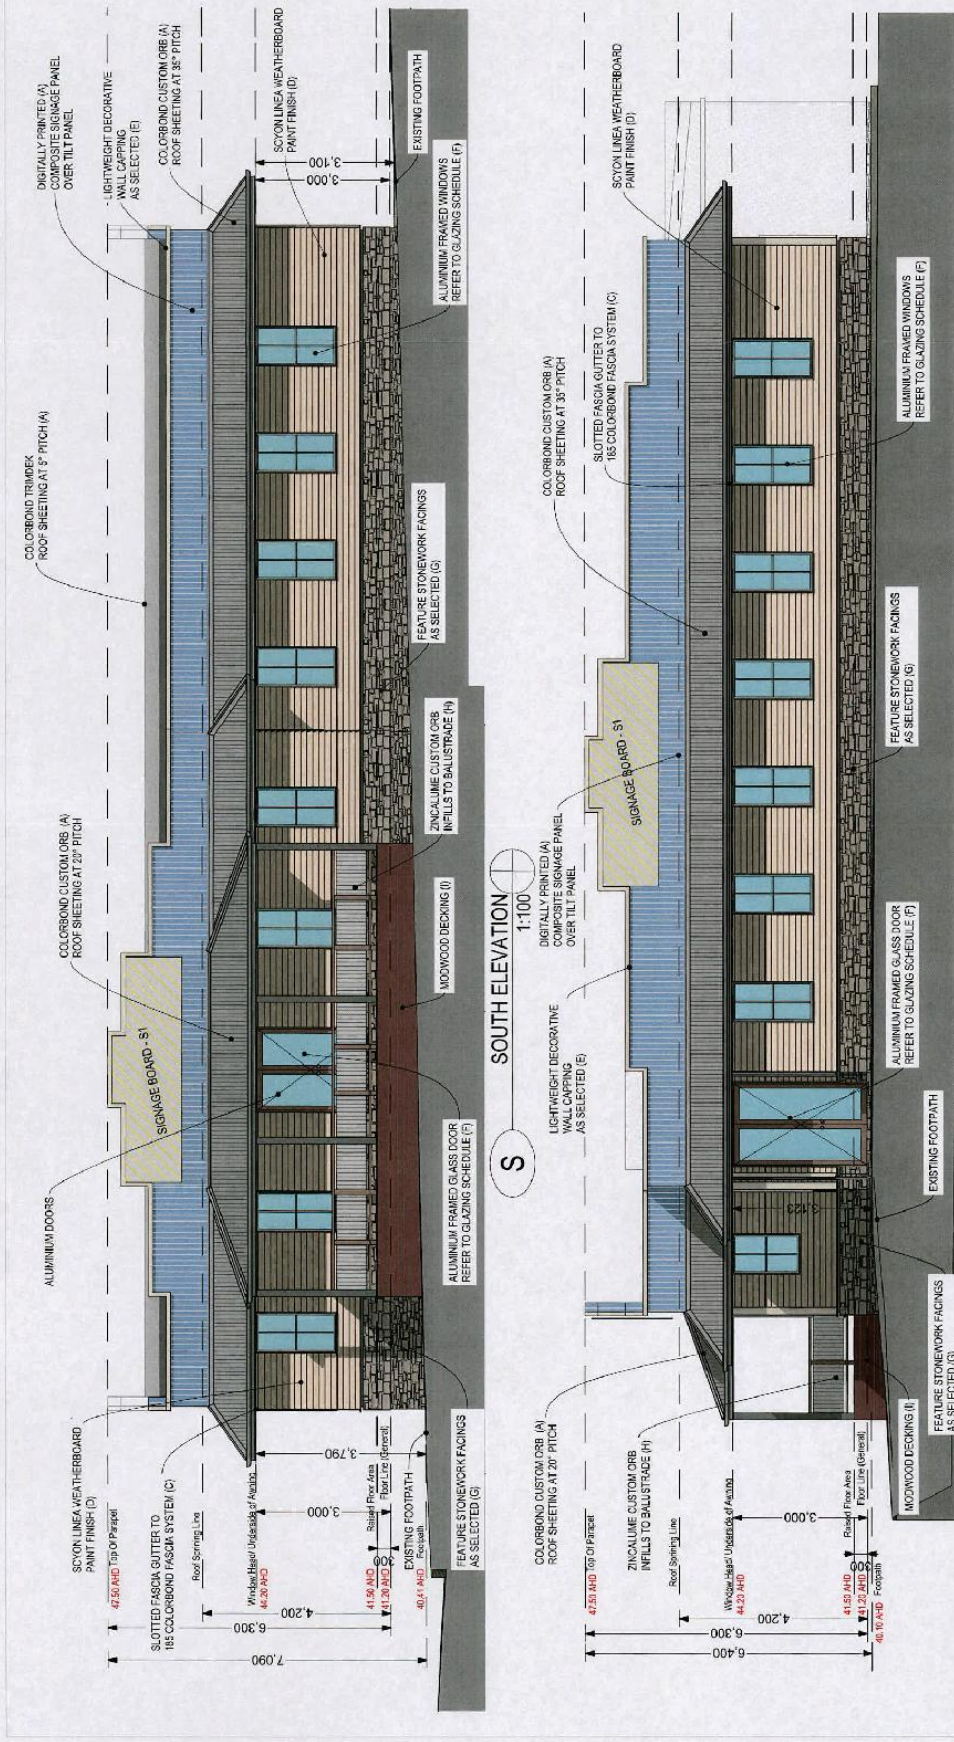 ALUMINIUM DOORS
COLORBOND CUSTOM ORB (A)
ROOF SHEETING AT 20° PITCH
COLORBOND TRIMDEK
ROOF SHEETING AT 5° PITCH (A)
DIGITALLY PRINTED (A)
COMPOSITE SIGNAGE PANEL
OVER TILT PANEL
LIGHTWEIGHT DECORATIVE
WALL CAPPING
AS SELECTED (E)
COLORBOND CUSTOM ORB (A)
ROOF SHEETING AT 35° PITCH
SCYON LINEA WEATHERBOARD
PAINT FINISH (D)
SCYON LINEA WEATHERBOARD
PAINT FINISH (D)
SLOTTED FASCIA GUTTER TO
185 COLORBOND FASCIA SYSTEM (C)
SIGNAGE BOARD - S1
47.50 AHD Top Of Parapet
Roof Springing Line
Window Head/ Underside of Awning
44.20 AHD
41.50 AHD Raised Floor Area
41.20 AHD Floor Line (General)
40.41 AHD Footpath
7,090
6,300
4,200
3,000
300
3,790
3,000
3,100
EXISTING FOOTPATH
FEATURE STONEWORK FACINGS
AS SELECTED (G)
ALUMINIUM FRAMED GLASS DOOR
REFER TO GLAZING SCHEDULE (F)
MODWOOD DECKING (I)
ZINCALUME CUSTOM ORB
INFILLS TO BALUSTRADE (H)
FEATURE STONEWORK FACINGS
AS SELECTED (G)
ALUMINIUM FRAMED WINDOWS
REFER TO GLAZING SCHEDULE (F)
EXISTING FOOTPATH
S
SOUTH ELEVATION
1:100
COLORBOND CUSTOM ORB (A)
ROOF SHEETING AT 20° PITCH
LIGHTWEIGHT DECORATIVE
WALL CAPPING
AS SELECTED (E)
DIGITALLY PRINTED (A)
COMPOSITE SIGNAGE PANEL
OVER TILT PANEL
COLORBOND CUSTOM ORB (A)
ROOF SHEETING AT 35° PITCH
SLOTTED FASCIA GUTTER TO
185 COLORBOND FASCIA SYSTEM (C)
SCYON LINEA WEATHERBOARD
PAINT FINISH (D)
ZINCALUME CUSTOM ORB
INFILLS TO BALUSTRADE (H)
SIGNAGE BOARD - S1
47.50 AHD Top Of Parapet
Roof Springing Line
Window Head/ Underside of Awning
44.20 AHD
41.50 AHD Raised Floor Area
41.20 AHD Floor Line (General)
40.10 AHD Footpath
6,400
6,300
4,200
3,000
300
3,123
MODWOOD DECKING (I)
FEATURE STONEWORK FACINGS
AS SELECTED (G)
EXISTING FOOTPATH
ALUMINIUM FRAMED GLASS DOOR
REFER TO GLAZING SCHEDULE (F)
FEATURE STONEWORK FACINGS
AS SELECTED (G)
ALUMINIUM FRAMED WINDOWS
REFER TO GLAZING SCHEDULE (F)